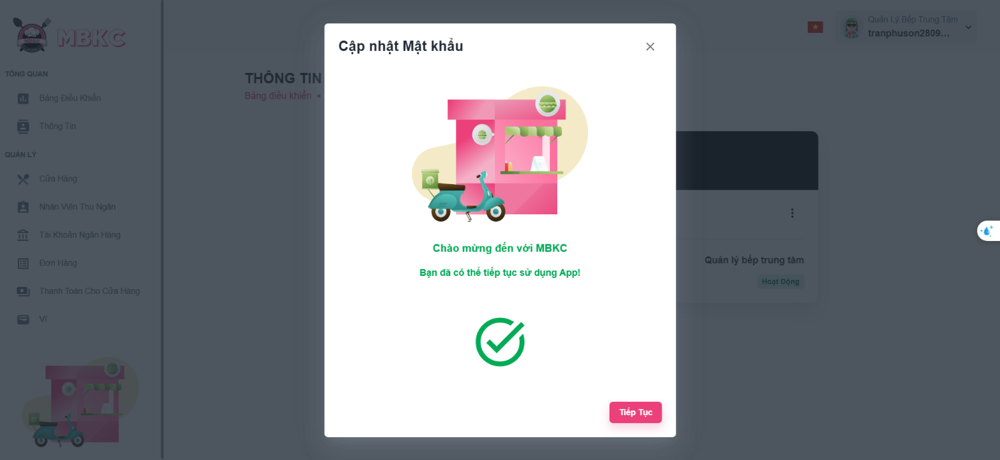 MBKC
MBKC
TỔNG QUAN
Bảng Điều Khiển
Thông Tin
QUẢN LÝ
Cửa Hàng
Nhân Viên Thu Ngân
Tài Khoản Ngân Hàng
Đơn Hàng
Thanh Toán Cho Cửa Hàng
Ví
Quản Lý Bếp Trung Tâm
tranphuson2809...
THÔNG TIN
Bảng điều khiển •
Quản lý bếp trung tâm
Hoạt Động
Cập nhật Mật khẩu
Chào mừng đến với MBKC
Bạn đã có thể tiếp tục sử dụng App!
Tiếp Tục